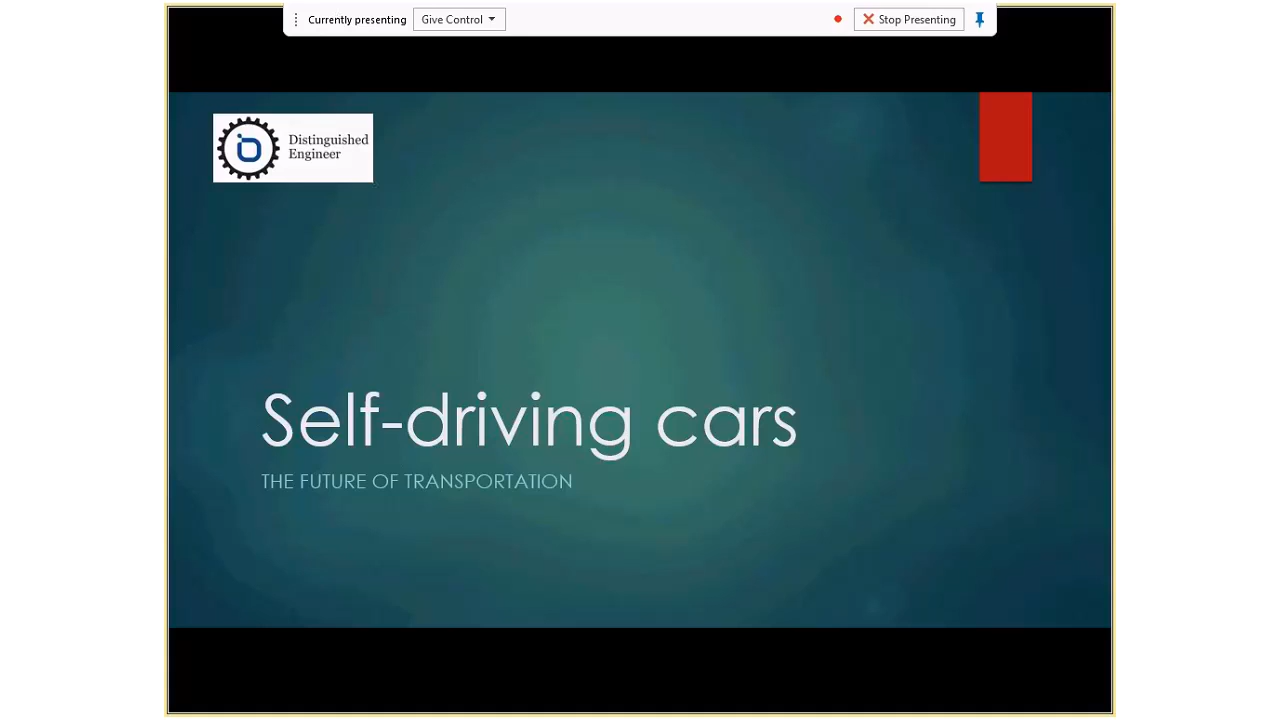 Currently presenting Give Control Stop Presenting
Distinguished
Engineer
Self-driving cars
THE FUTURE OF TRANSPORTATION